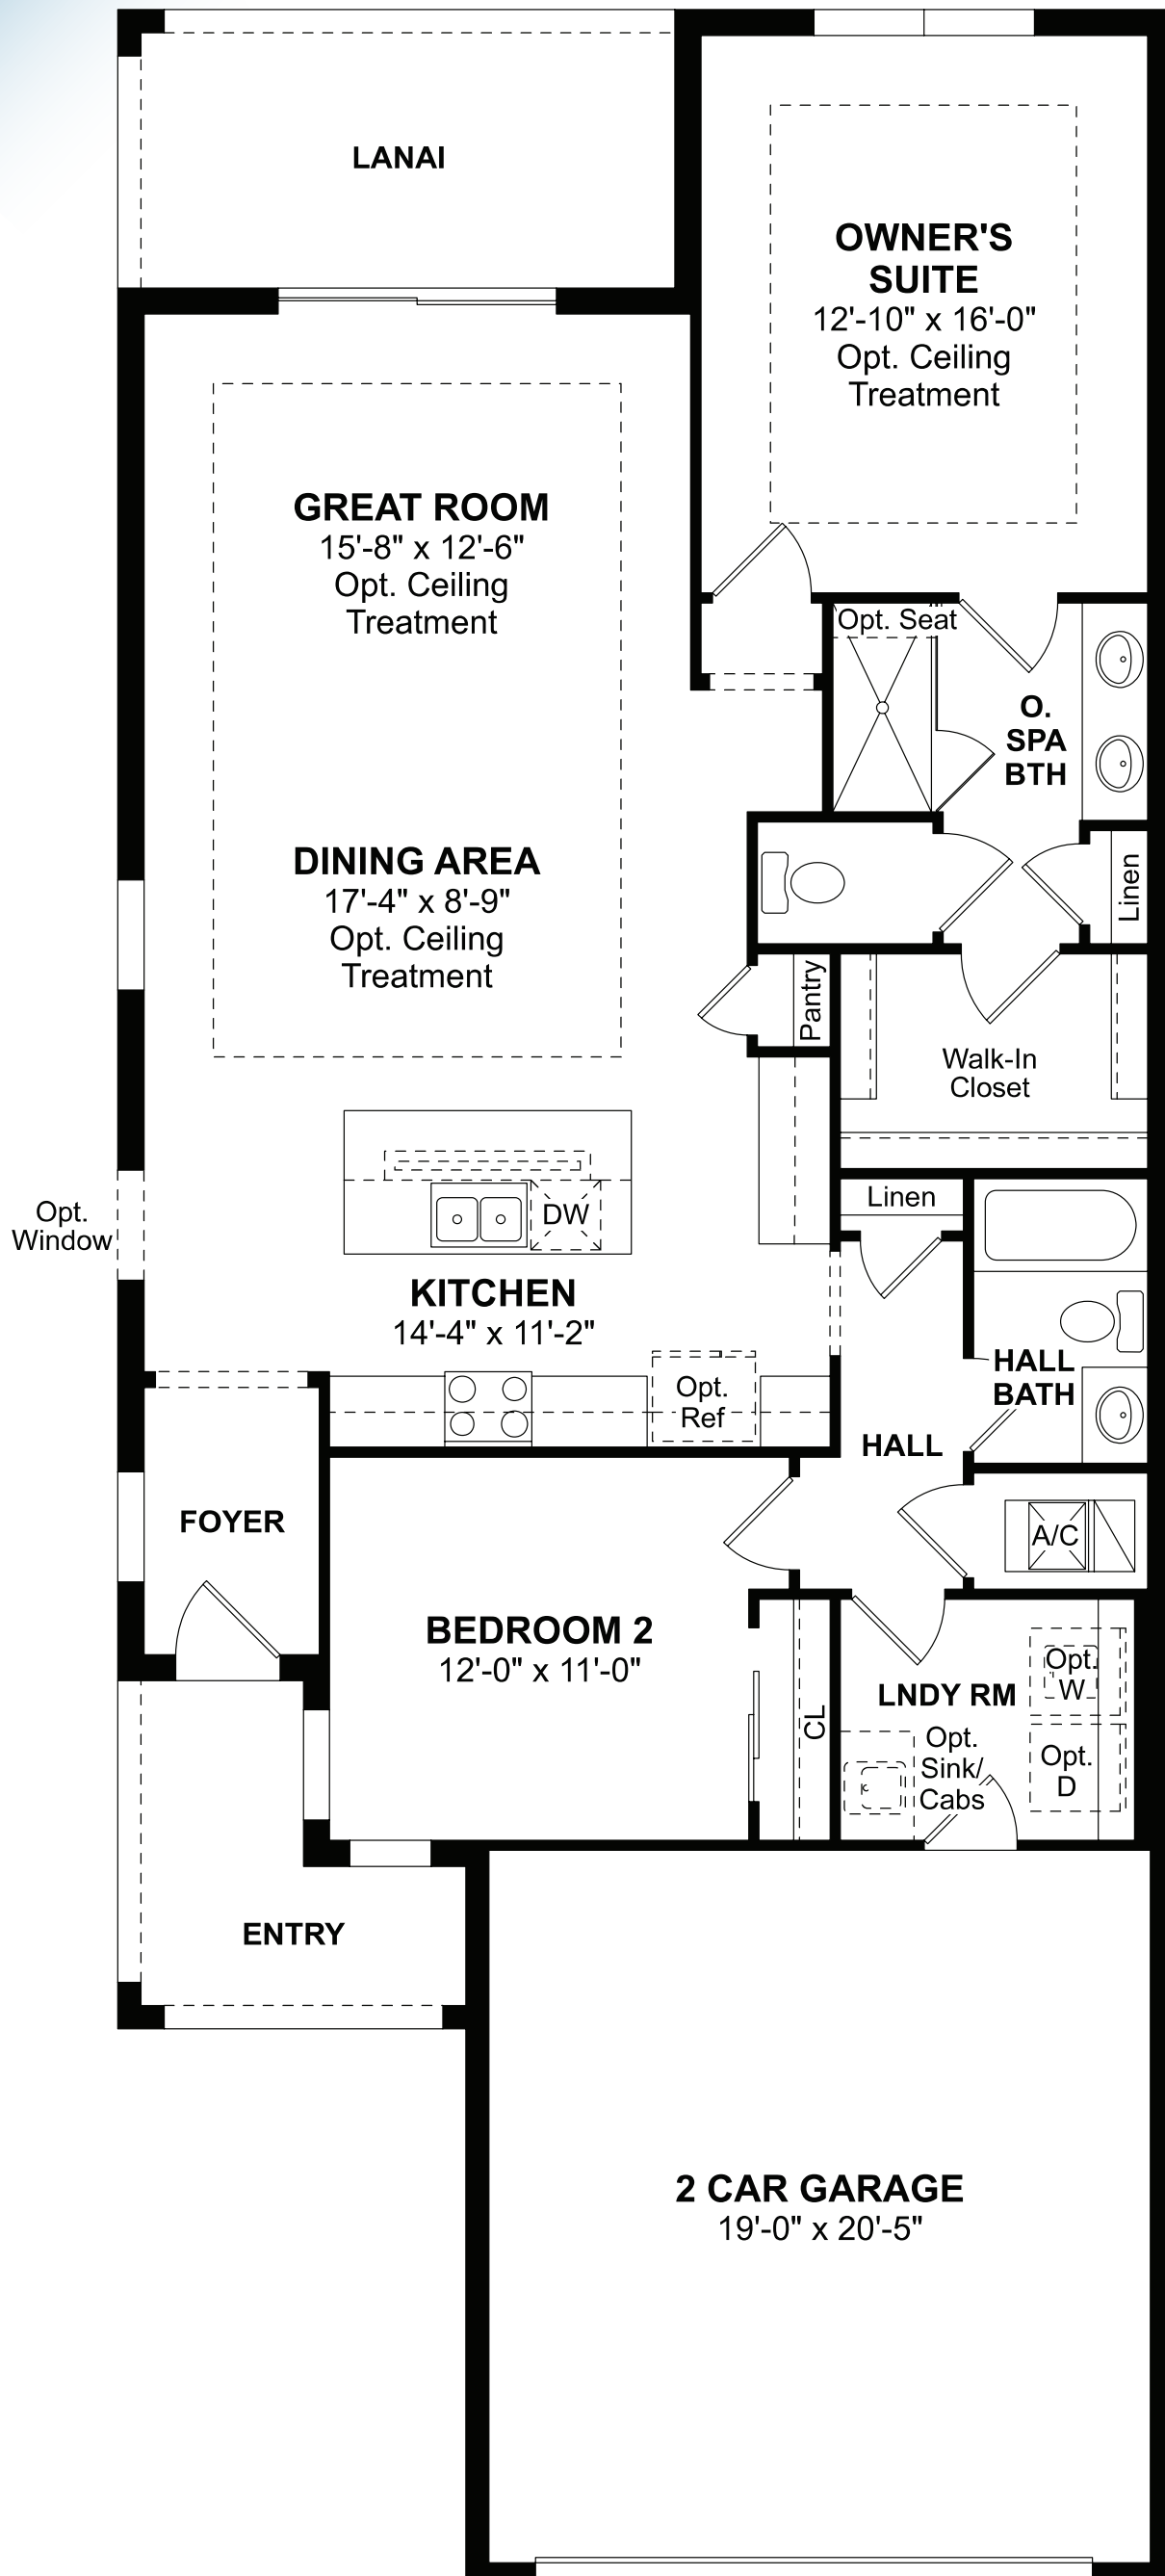 LANAI
OWNER'S
SUITE
12'-10" x 16'-0"
Opt. Ceiling
Treatment
GREAT ROOM
15'-8" x 12'-6"
Opt. Ceiling
Treatment
Opt. Seat
O.
SPA
BTH
DINING AREA
17'-4" x 8'-9"
Opt. Ceiling
Treatment
Linen
Pantry
Walk-In
Closet
Linen
Opt.
Window
DW
KITCHEN
14'-4" x 11'-2"
HALL
BATH
Opt.
Ref
HALL
FOYER
A/C
BEDROOM 2
12'-0" x 11'-0"
CL
LNDY RM
Opt.
W
Opt.
Sink/
Cabs
Opt.
D
ENTRY
2 CAR GARAGE
19'-0" x 20'-5"